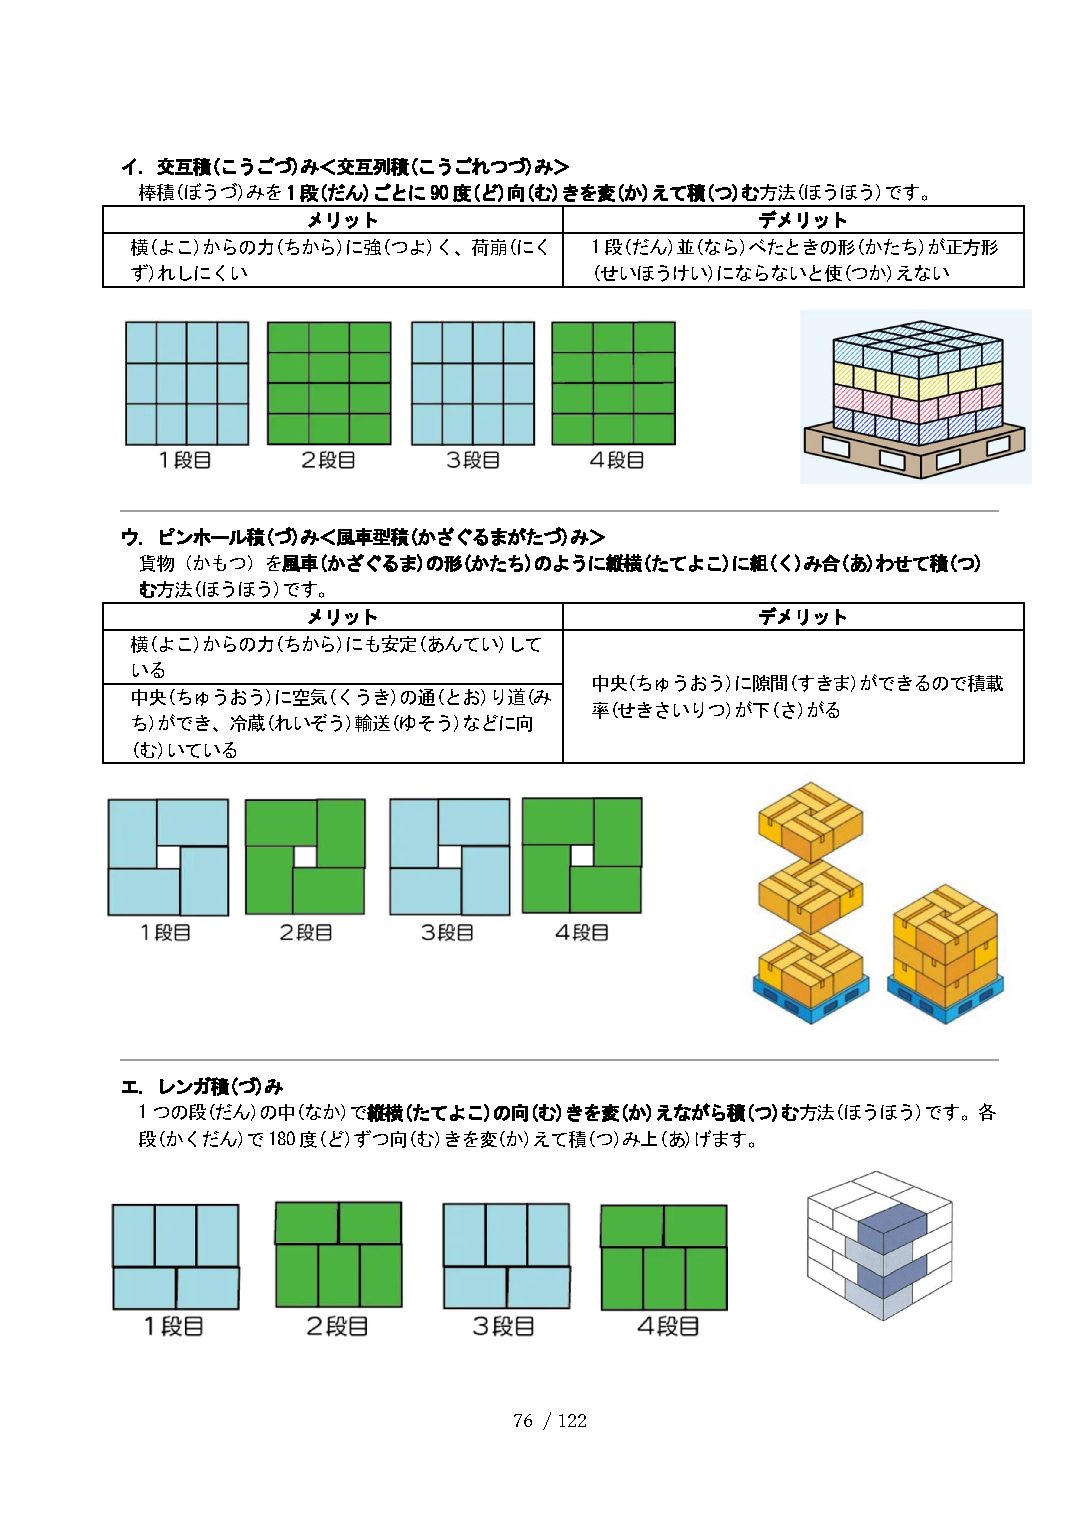 イ．交互積(こうごづ)み＜交互列積(こうごれつづ)み＞
棒積(ぼうづ)みを1段(だん)ごとに90度(ど)向(む)きを変(か)えて積(つ)む方法(ほうほう)です。
メリット
デメリット
横(よこ)からの力(ちから)に強(つよ)く、荷崩(にく
ず)れしにくい
1段(だん)並(なら)べたときの形(かたち)が正方形
(せいほうけい)にならないと使(つか)えない
1段目
2段目
3段目
4段目
ウ．ピンホール積(づ)み＜風車型積(かざぐるまがたづ)み＞
貨物（かもつ）を風車(かざぐるま)の形(かたち)のように縦横(たてよこ)に組(く)み合(あ)わせて積(つ)
む方法(ほうほう)です。
メリット
デメリット
横(よこ)からの力(ちから)にも安定(あんてい)して
いる
中央(ちゅうおう)に空気(くうき)の通(とお)り道(み
ち)ができ、冷蔵(れいぞう)輸送(ゆそう)などに向
(む)いている
中央(ちゅうおう)に隙間(すきま)ができるので積載
率(せきさいりつ)が下(さ)がる
1段目
2段目
3段目
4段目
エ．レンガ積(づ)み
1つの段(だん)の中(なか)で縦横(たてよこ)の向(む)きを変(か)えながら積(つ)む方法(ほうほう)です。各
段(かくだん)で180度(ど)ずつ向(む)きを変(か)えて積(つ)み上(あ)げます。
1段目
2段目
3段目
4段目
76 / 122